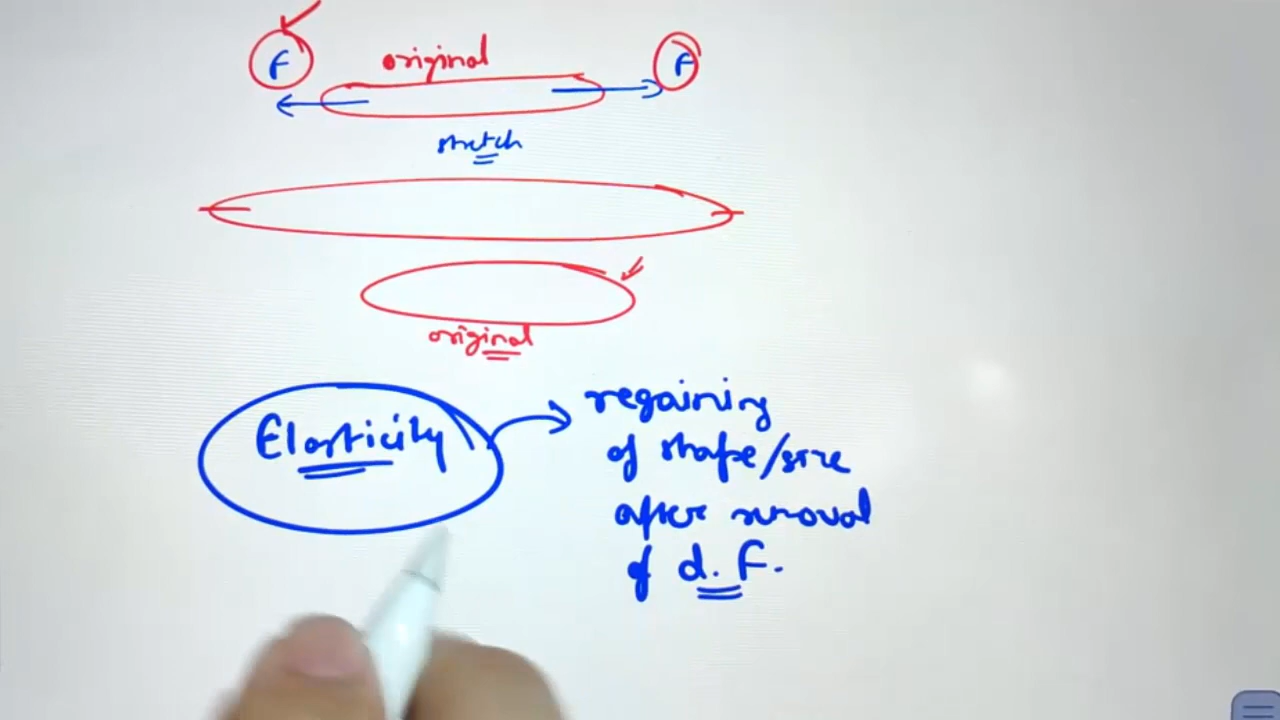 F original F
stretch
original
Elasticity
regaining
of shape/size
after removal
of d. F.